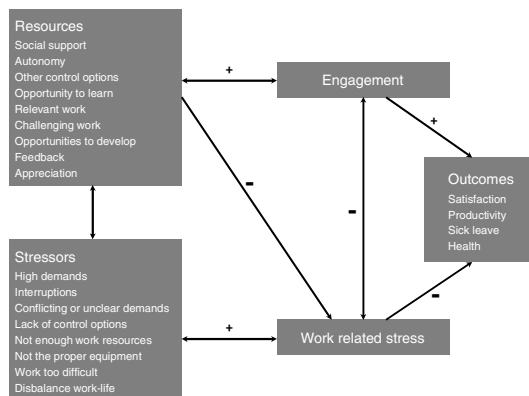 Resources
Social support
Autonomy
Other control options
Opportunity to learn
Relevant work
Challenging work
Opportunities to develop
Feedback
Appreciation
+
Engagement
+
-
-
Outcomes
Satisfaction
Productivity
Sick leave
Health
Stressors
High demands
Interruptions
Conflicting or unclear demands
Lack of control options
Not enough work resources
Not the proper equipment
Work too difficult
Disbalance work-life
+
Work related stress
-